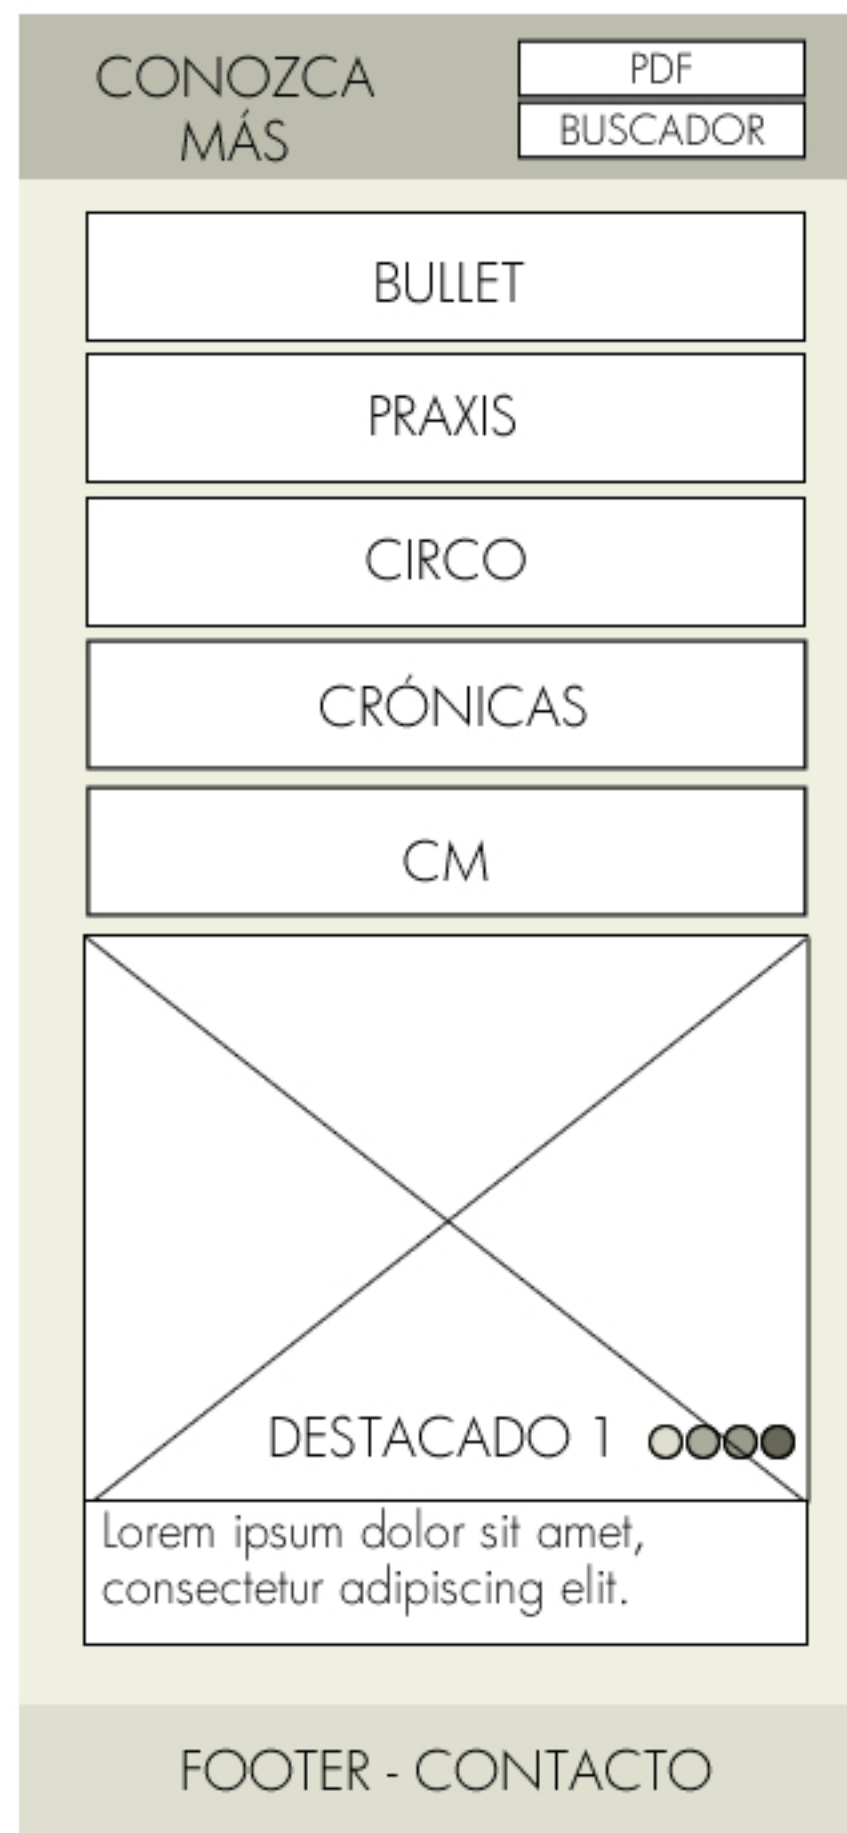 CONOZCA
MÁS
PDF
BUSCADOR
BULLET
PRAXIS
CIRCO
CRÓNICAS
CM
DESTACADO 1
Lorem ipsum dolor sit amet,
consectetur adipiscing elit.
FOOTER - CONTACTO